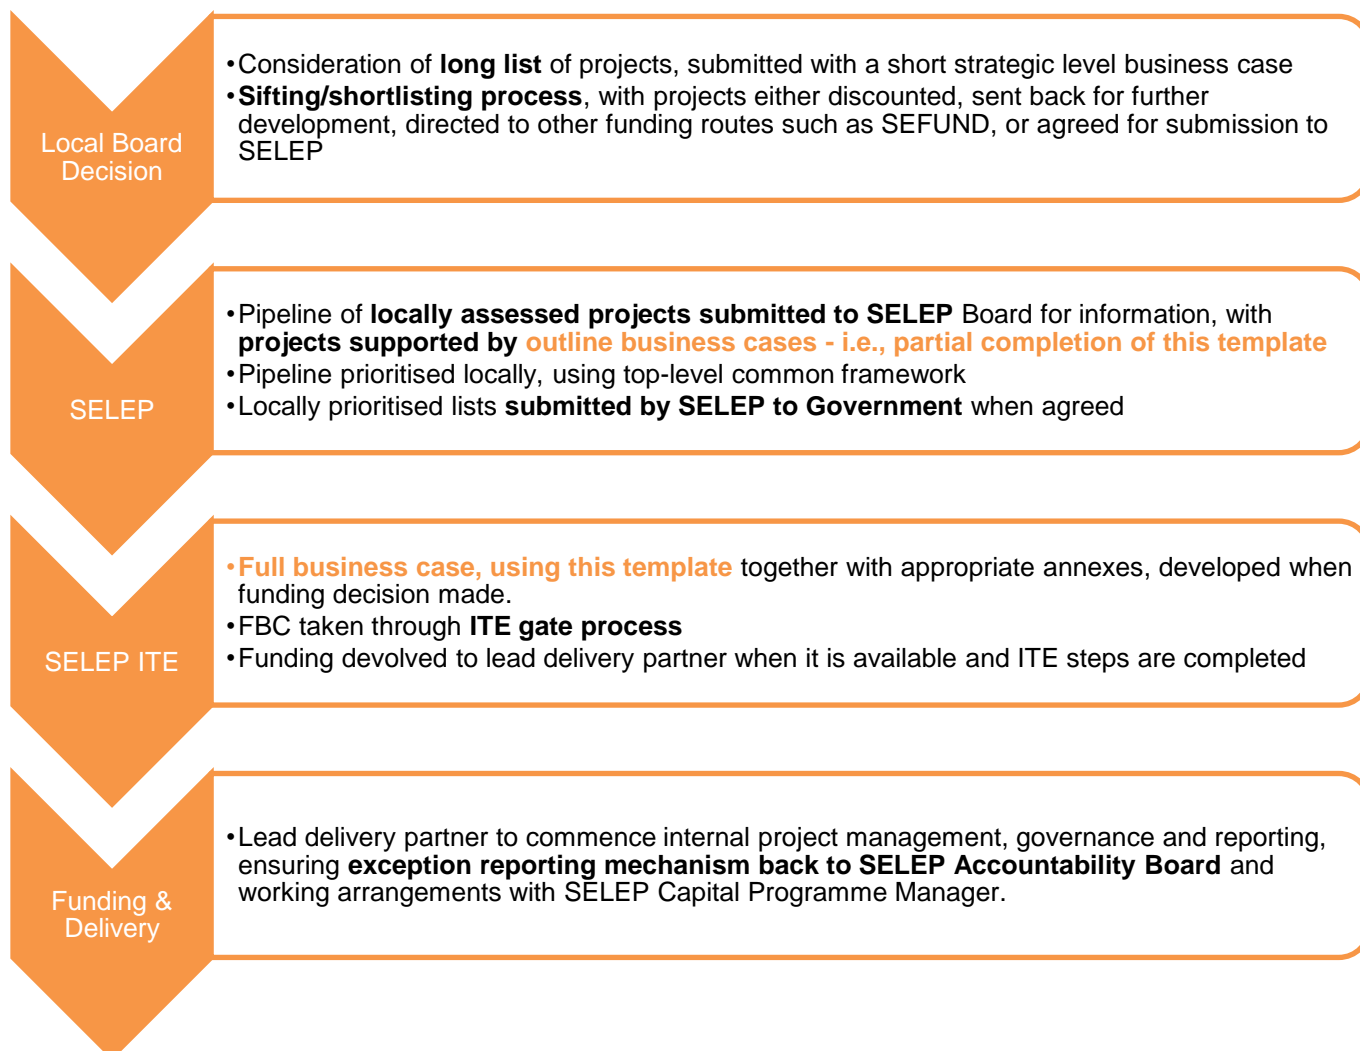 Local Board
Decision
•Consideration of long list of projects, submitted with a short strategic level business case
•Sifting/shortlisting process, with projects either discounted, sent back for further
development, directed to other funding routes such as SEFUND, or agreed for submission to
SELEP
SELEP
•Pipeline of locally assessed projects submitted to SELEP Board for information, with
projects supported by outline business cases - i.e., partial completion of this template
•Pipeline prioritised locally, using top-level common framework
•Locally prioritised lists submitted by SELEP to Government when agreed
SELEP ITE
•Full business case, using this template together with appropriate annexes, developed when
funding decision made.
•FBC taken through ITE gate process
•Funding devolved to lead delivery partner when it is available and ITE steps are completed
Funding &
Delivery
•Lead delivery partner to commence internal project management, governance and reporting,
ensuring exception reporting mechanism back to SELEP Accountability Board and
working arrangements with SELEP Capital Programme Manager.